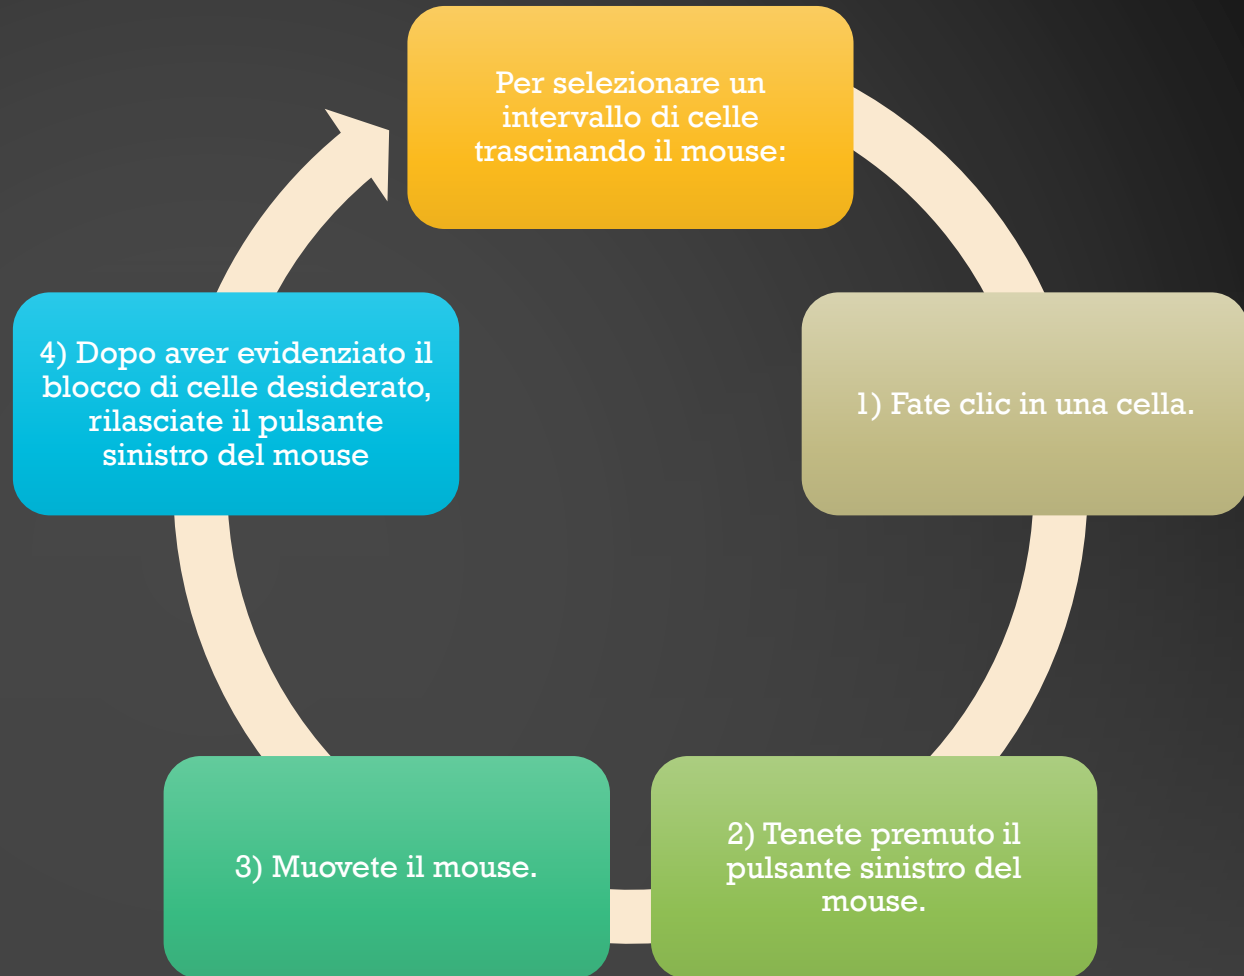 Per selezionare un
intervallo di celle
trascinando il mouse:
1) Fate clic in una cella.
2) Tenete premuto il
pulsante sinistro del
mouse.
3) Muovete il mouse.
4) Dopo aver evidenziato il
blocco di celle desiderato,
rilasciate il pulsante
sinistro del mouse